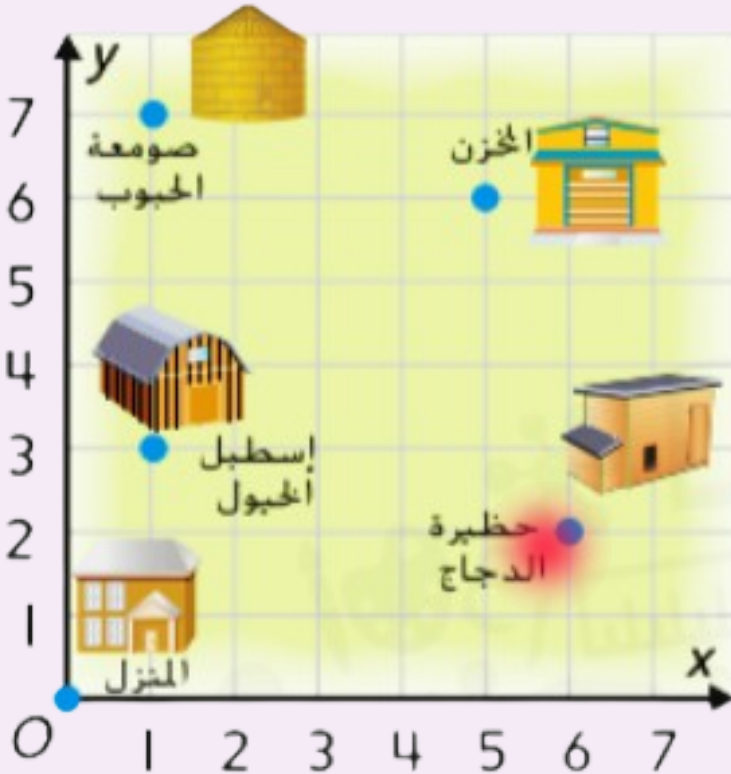 y
7
صومعة
الحبوب
المخزن
6
5
4
3
إسطبل
الخيول
2
حظيرة
الدجاج
1
المنزل
x
O 1 2 3 4 5 6 7